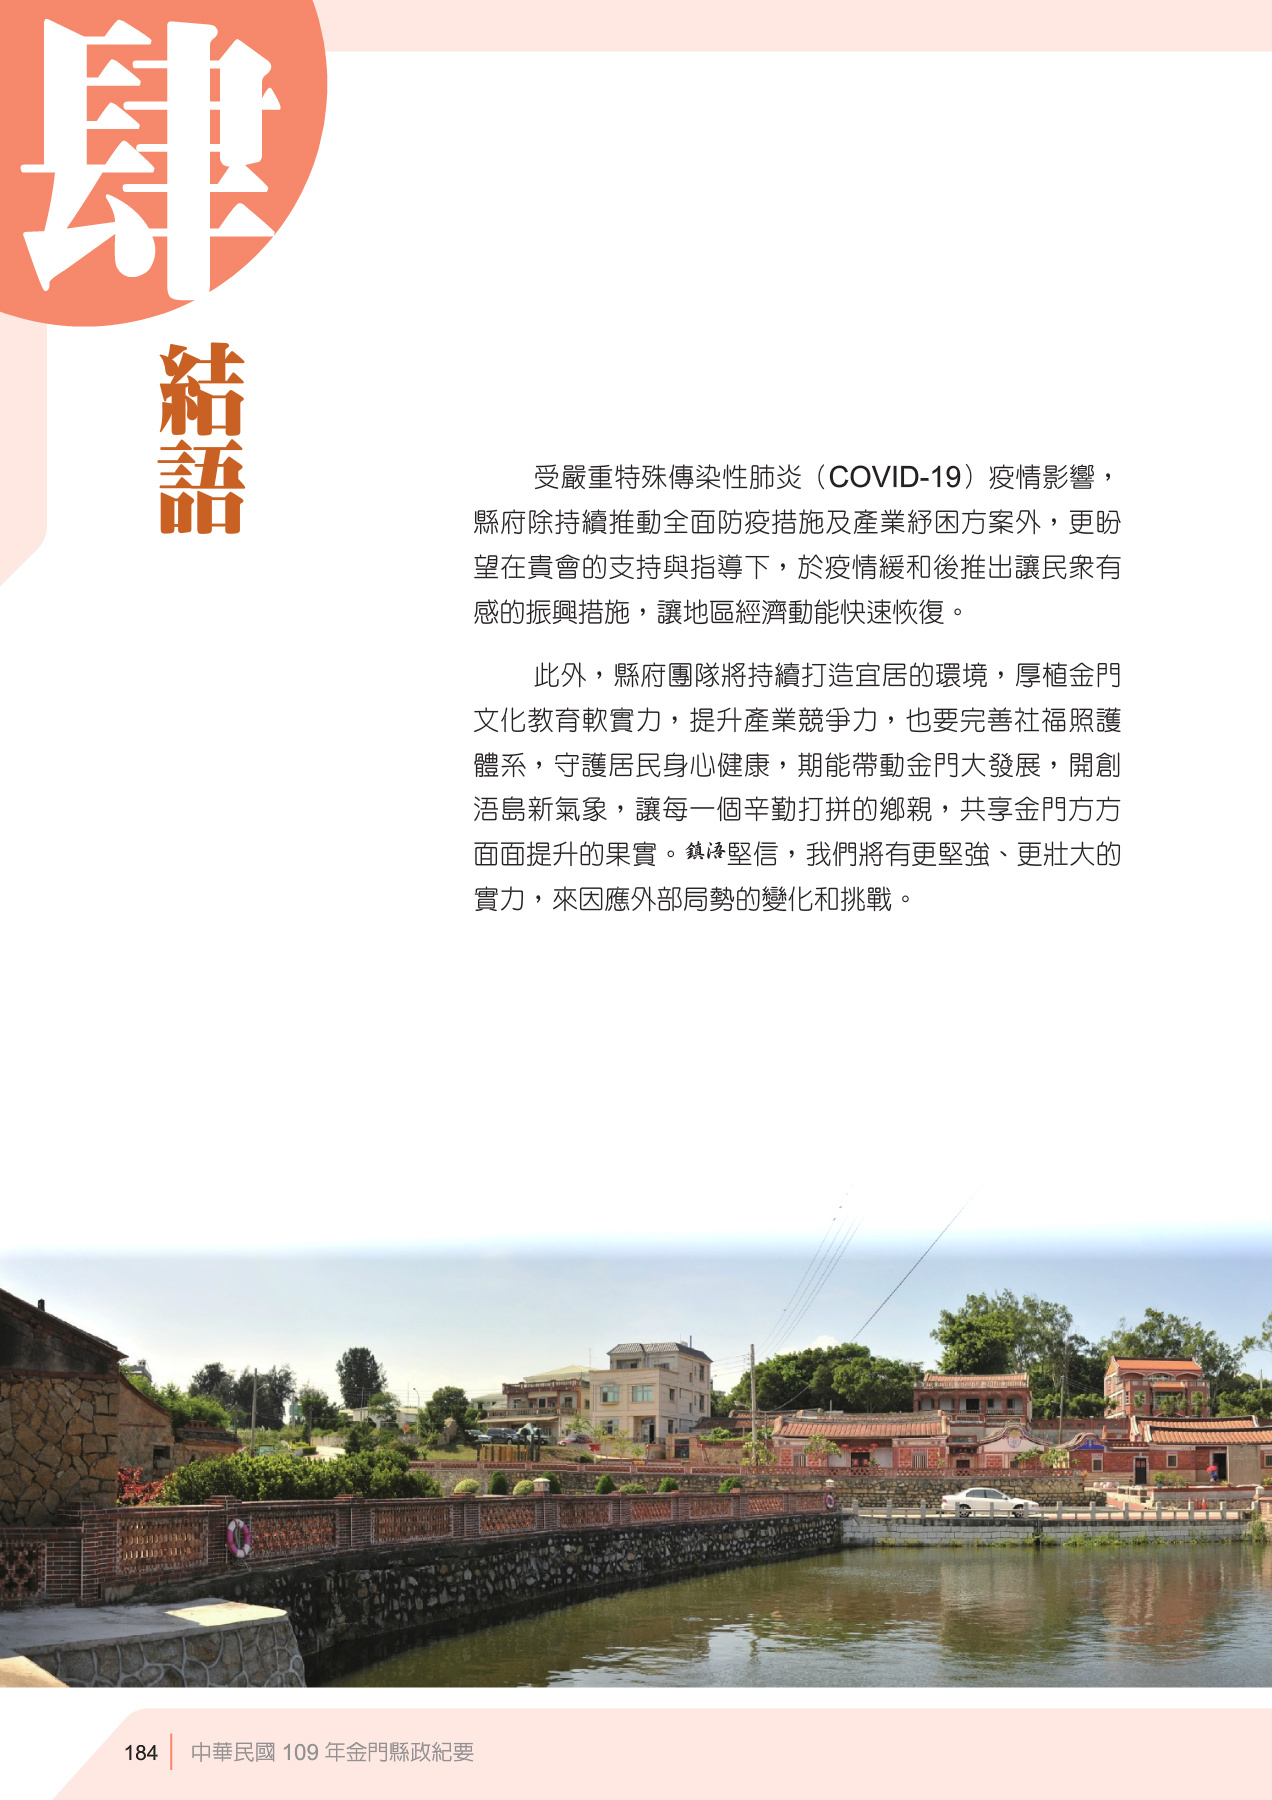 肆
結語
受嚴重特殊傳染性肺炎（COVID-19）疫情影響，
縣府除持續推動全面防疫措施及產業紓困方案外，更盼
望在貴會的支持與指導下，於疫情緩和後推出讓民眾有
感的振興措施，讓地區經濟動能快速恢復。
此外，縣府團隊將持續打造宜居的環境，厚植金門
文化教育軟實力，提升產業競爭力，也要完善社福照護
體系，守護居民身心健康，期能帶動金門大發展，開創
浯島新氣象，讓每一個辛勤打拼的鄉親，共享金門方方
面面提升的果實。鎮浯堅信，我們將有更堅強、更壯大的
實力，來因應外部局勢的變化和挑戰。
184 中華民國 109 年金門縣政紀要